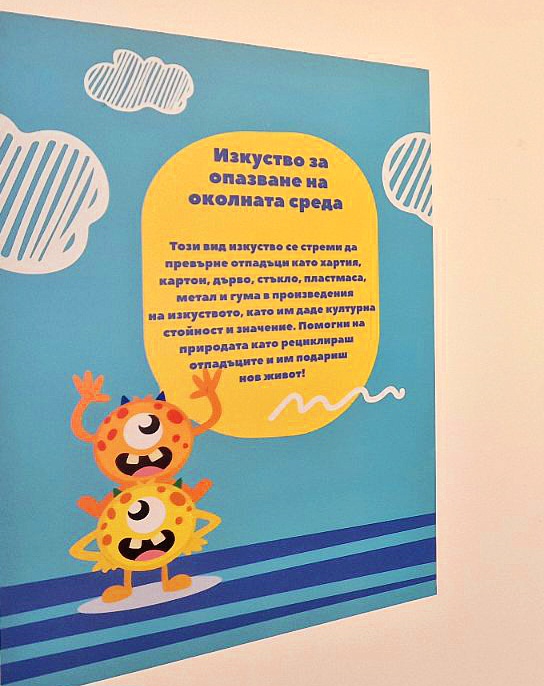 Изкуство за
опазване на
околната среда
Този вид изкуство се стреми да
превърне отпадъци като хартия,
картон, дърво, стъкло, пластмаса,
метал и гума в произведения
на изкуството, като им даде културна
стойност и значение. Помогни на
природата като рециклираш
отпадъците и им подариш
нов живот!